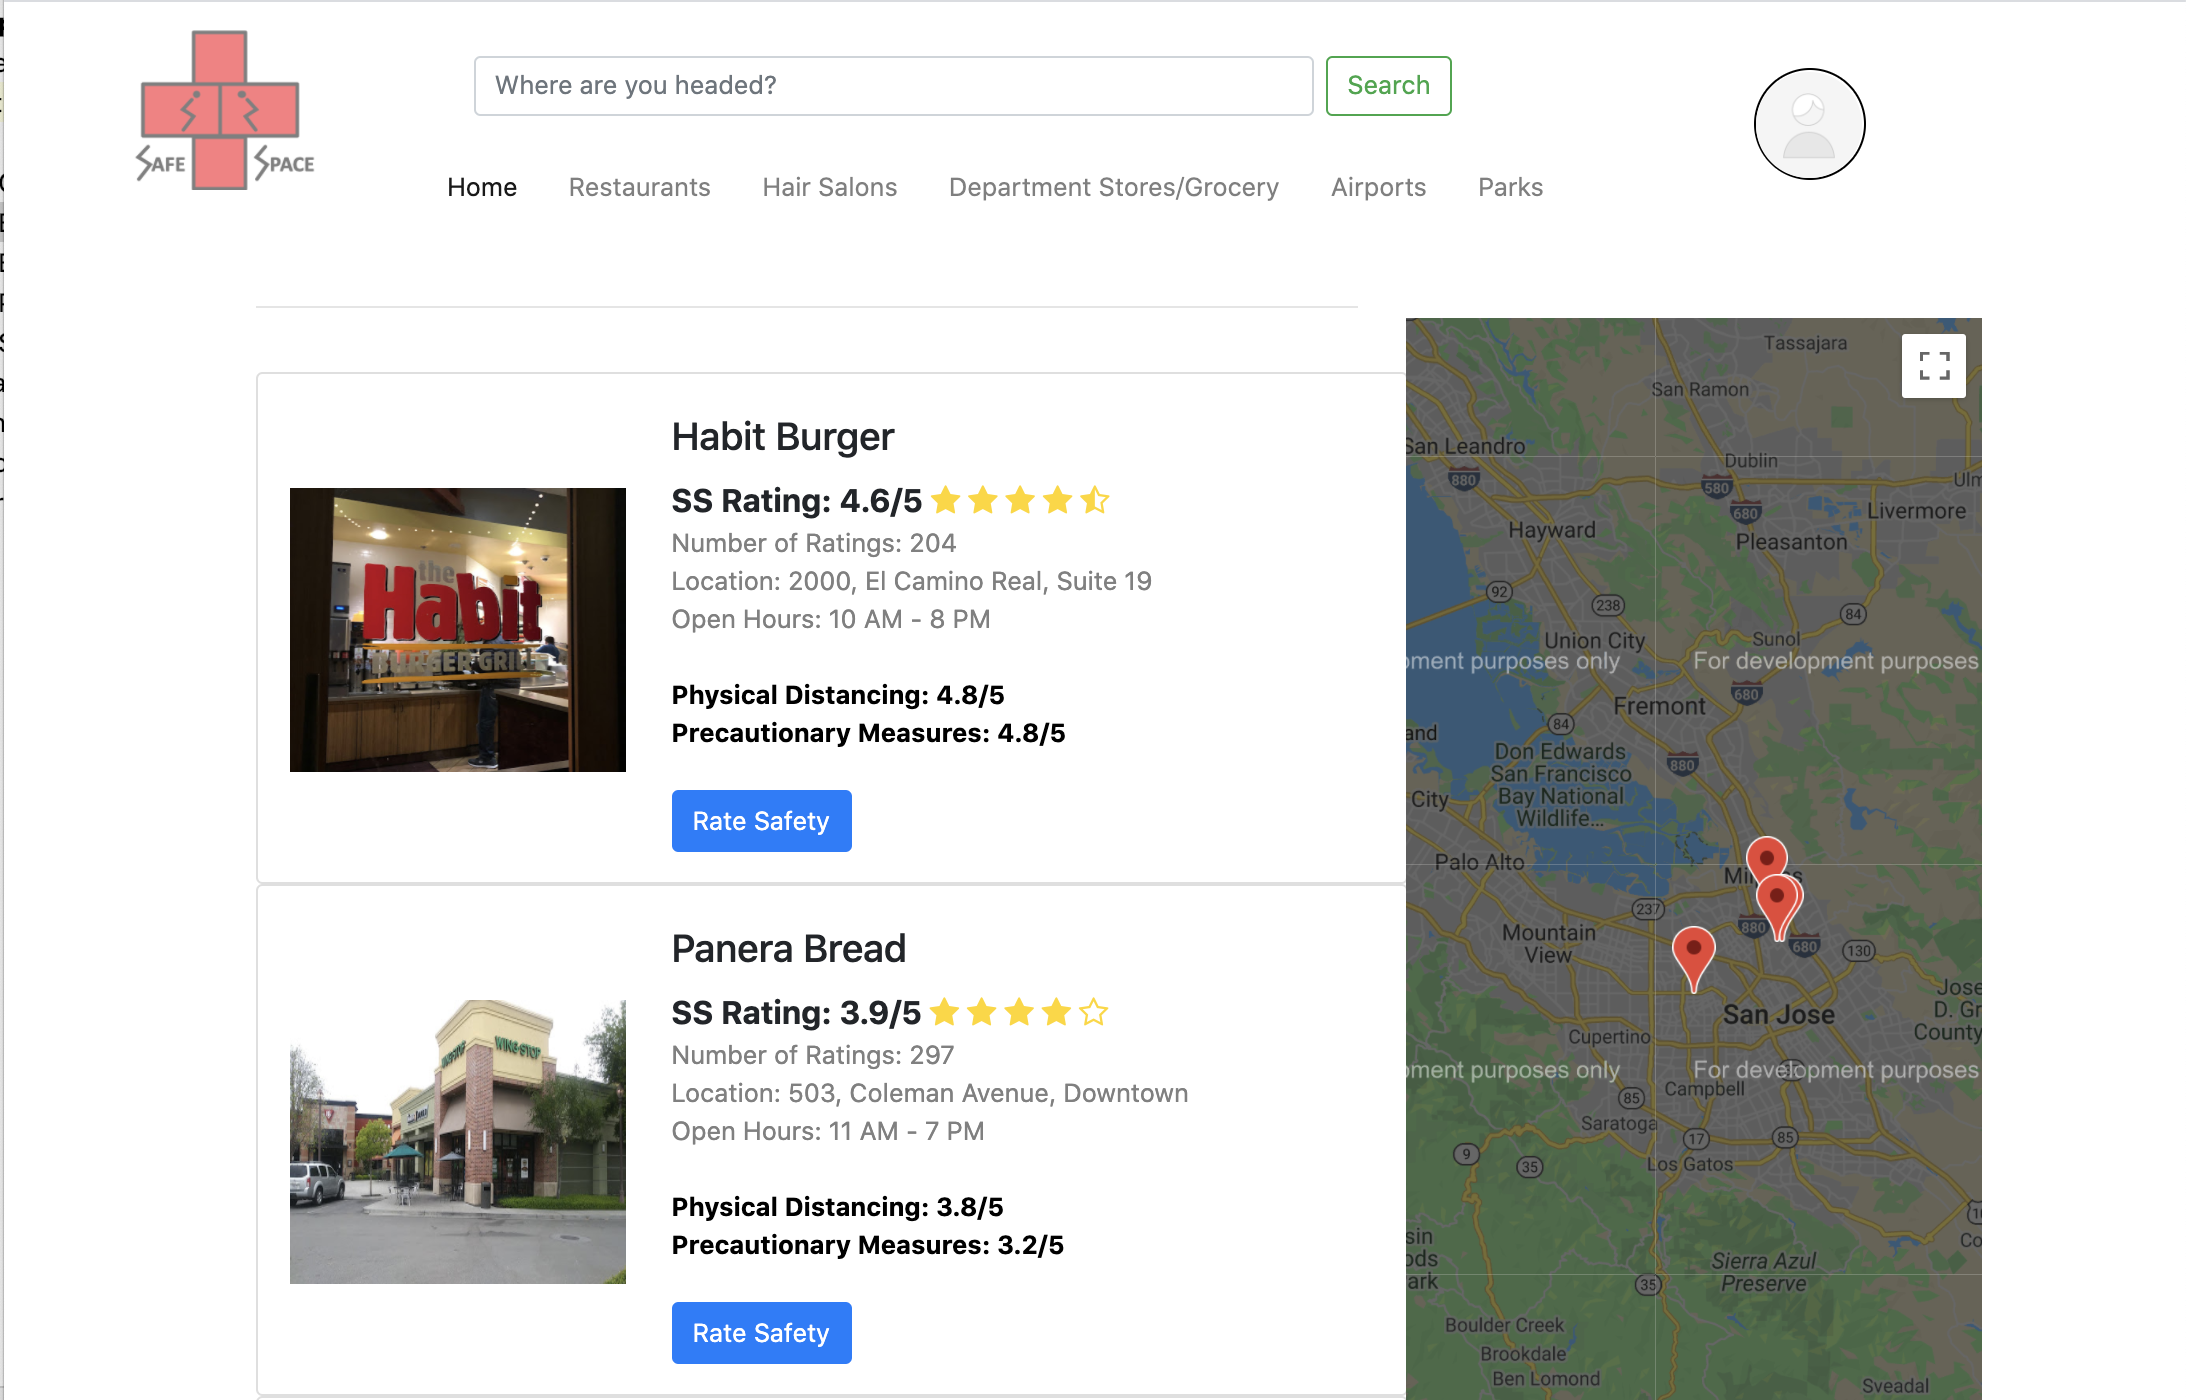 SAFE SPACE
Where are you headed?
Search
Home Restaurants Hair Salons Department Stores/Grocery Airports Parks
Habit Burger
SS Rating: 4.6/5
Number of Ratings: 204
Location: 2000, El Camino Real, Suite 19
Open Hours: 10 AM - 8 PM
Physical Distancing: 4.8/5
Precautionary Measures: 4.8/5
Rate Safety
the
Habit
BURGER GRILL
Panera Bread
SS Rating: 3.9/5
Number of Ratings: 297
Location: 503, Coleman Avenue, Downtown
Open Hours: 11 AM - 7 PM
Physical Distancing: 3.8/5
Precautionary Measures: 3.2/5
Rate Safety
WING-STOP
WING-STOP
Tassajara
San Ramon
San Leandro
Dublin
880
580
Ulm
680
Livermore
Hayward
Pleasanton
92
238
84
Union City
Sunol
oment purposes only
For development purposes
680
Fremont
84
and
Don Edwards
San Francisco
Bay National
Wildlife...
880
City
Palo Alto
237
880
Mountain
View
680
130
Jose
D. Gr
County
San Jose
Cupertino
oment purposes only
For development purposes
Campbell
85
Saratoga
17
85
9
35
Los Gatos
sin
ods
ark
Co
Sierra Azul
Preserve
35
Boulder Creek
Brookdale
Ben Lomond
Sveadal